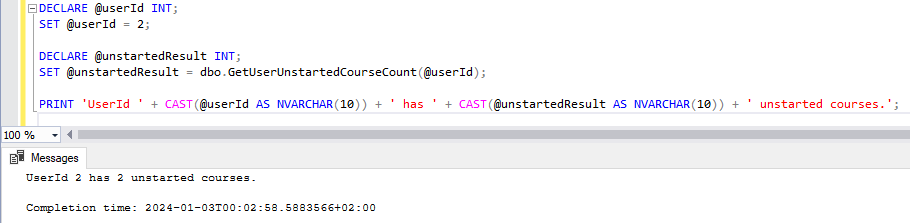 DECLARE @userId INT;
SET @userId = 2;
DECLARE @unstartedResult INT;
SET @unstartedResult = dbo.GetUserUnstartedCourseCount(@userId);
PRINT 'UserId ' + CAST(@userId AS NVARCHAR(10)) + ' has ' + CAST(@unstartedResult AS NVARCHAR(10)) + ' unstarted courses.';
100 %
Messages
UserId 2 has 2 unstarted courses.
Completion time: 2024-01-03T00:02:58.5883566+02:00